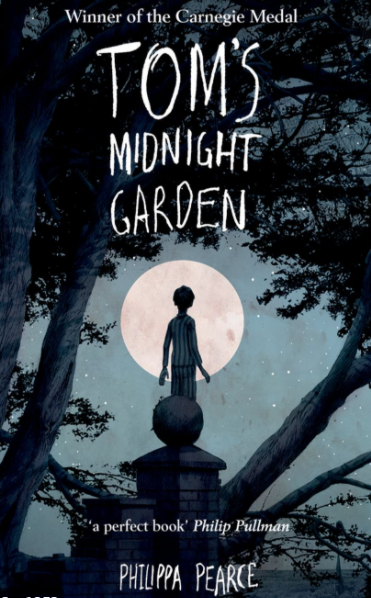 Winner of the Carnegie Medal
TOM'S
MIDNIGHT
GARDEN
'a perfect book' Philip Pullman
PHILIPPA PEARCE